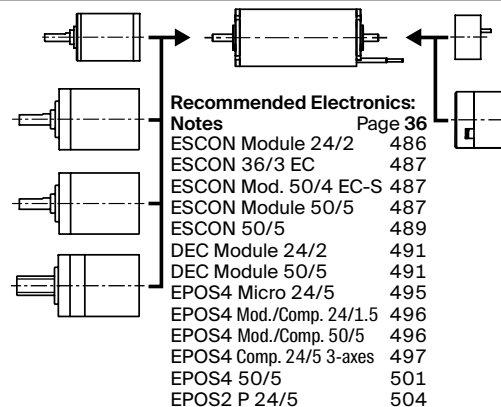 Recommended Electronics:
Notes Page 36
ESCON Module 24/2 486
ESCON 36/3 EC 487
ESCON Mod. 50/4 EC-S 487
ESCON Module 50/5 487
ESCON 50/5 489
DEC Module 24/2 491
DEC Module 50/5 491
EPOS4 Micro 24/5 495
EPOS4 Mod./Comp. 24/1.5 496
EPOS4 Mod./Comp. 50/5 496
EPOS4 Comp. 24/5 3-axes 497
EPOS4 50/5 501
EPOS2 P 24/5 504